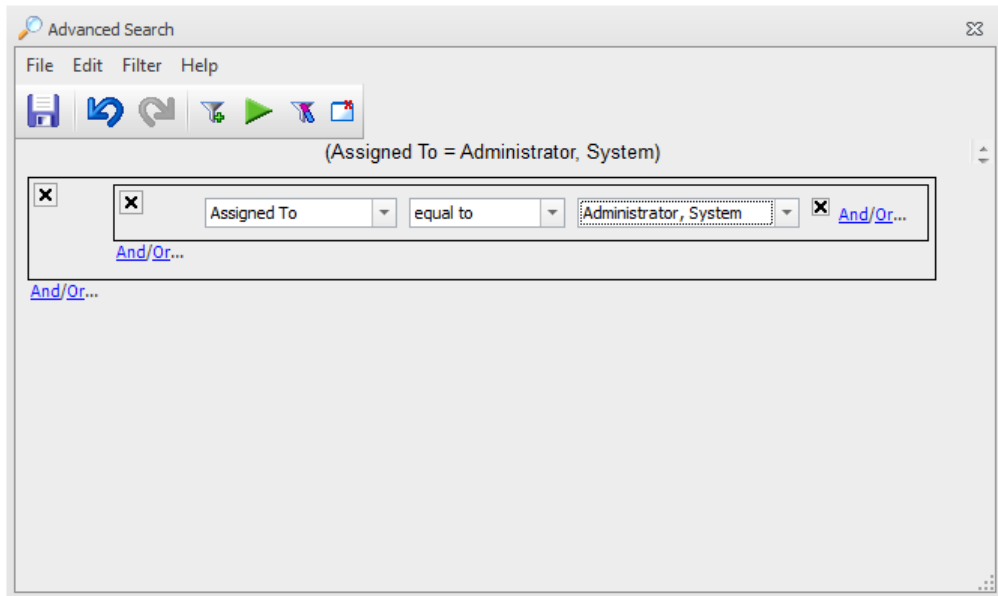 Advanced Search
File Edit Filter Help
(Assigned To = Administrator, System)
Assigned To equal to Administrator, System And/Or...
And/Or...
And/Or...